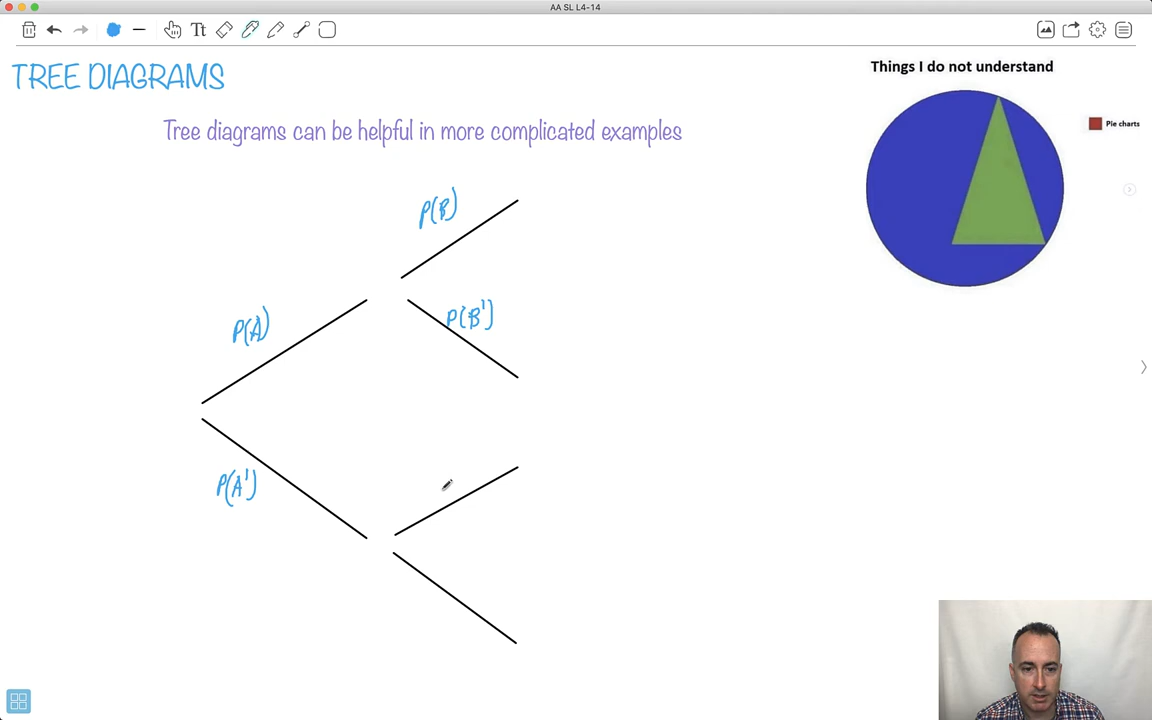 AA SL L4-14
Tt
TREE DIAGRAMS
Things I do not understand
Pie charts
Tree diagrams can be helpful in more complicated examples
P(B)
P(B')
P(A)
P(A')